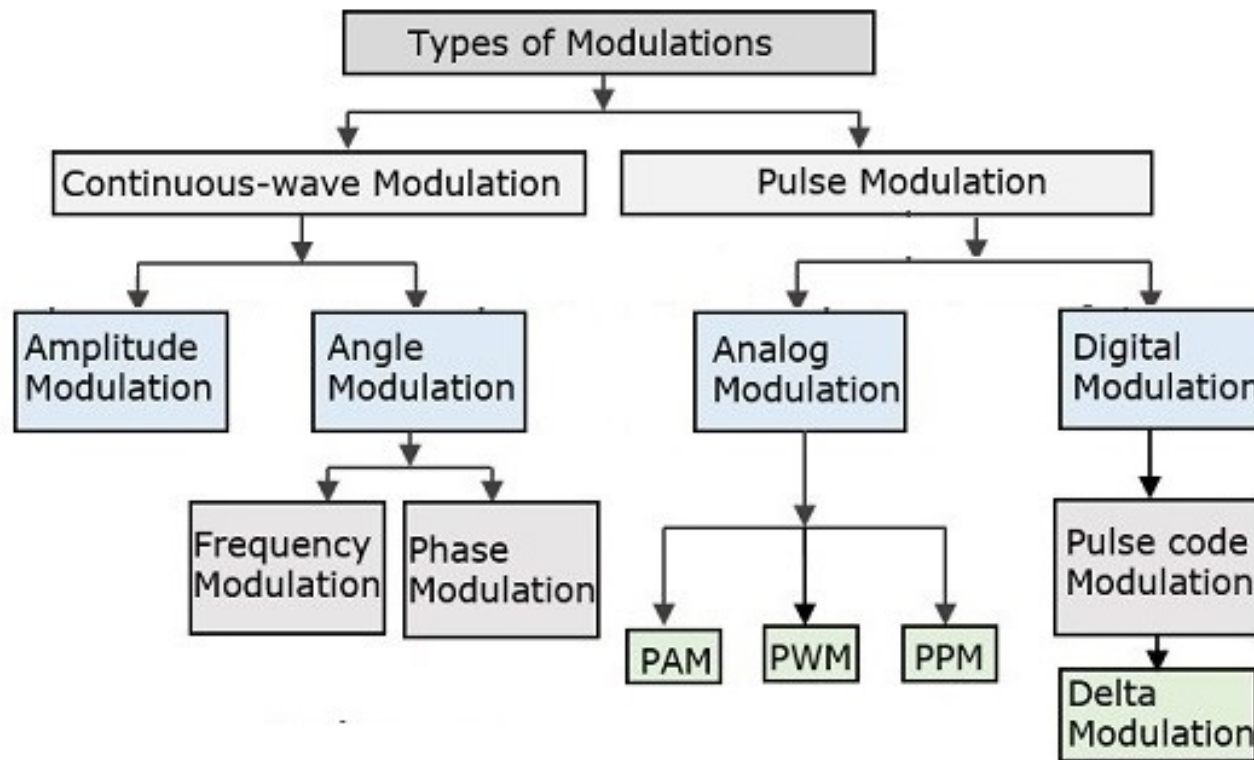 Types of Modulations
Continuous-wave Modulation
Pulse Modulation
Amplitude
Modulation
Angle
Modulation
Analog
Modulation
Digital
Modulation
Frequency
Modulation
Phase
Modulation
Pulse code
Modulation
PAM
PWM
PPM
Delta
Modulation